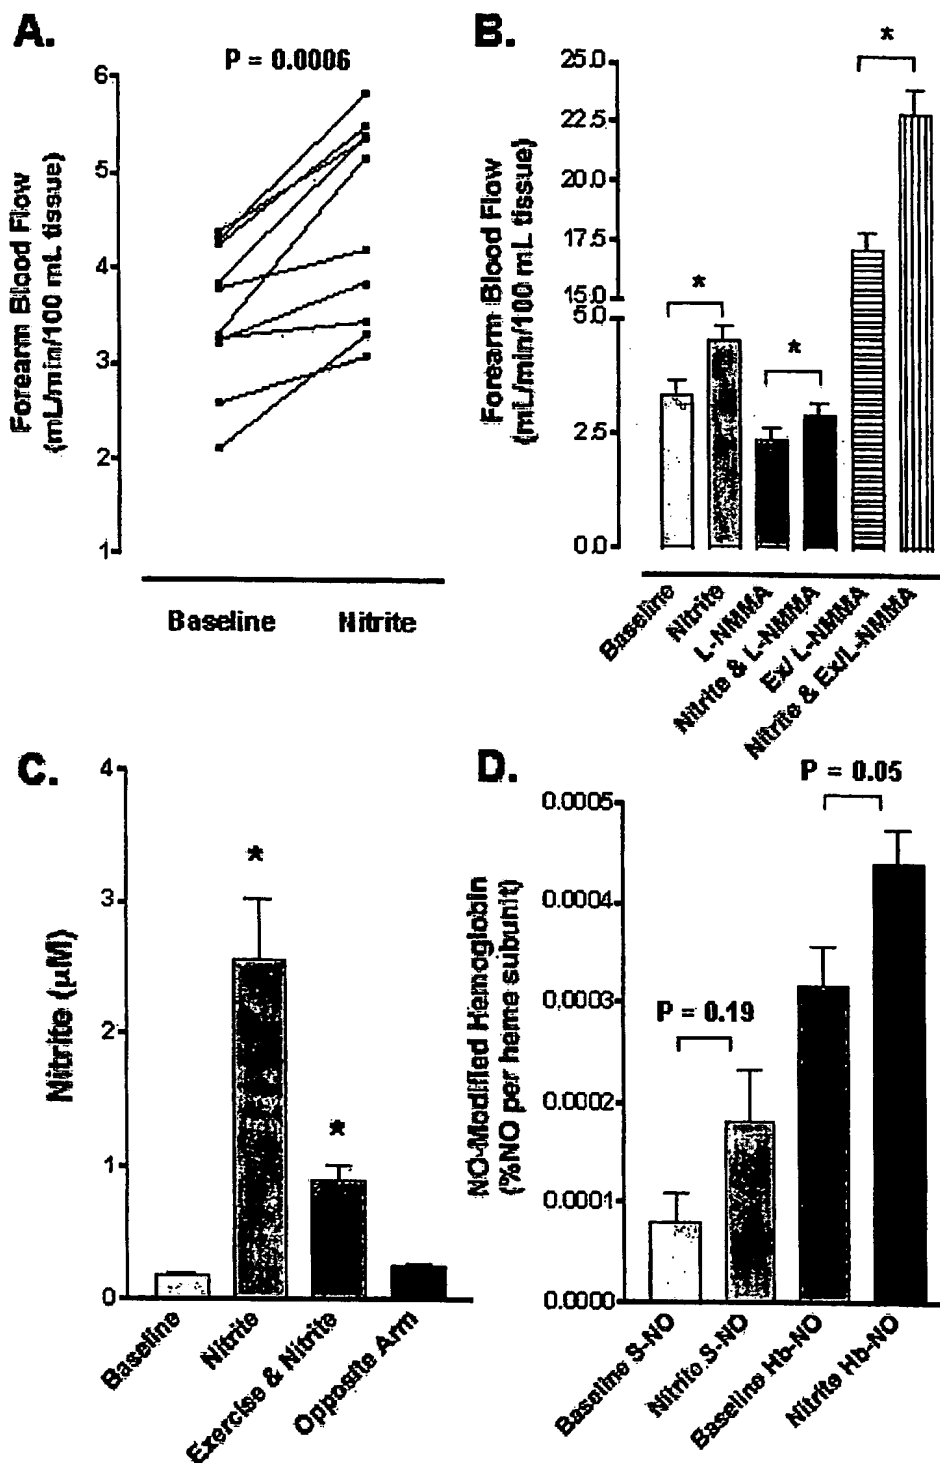 A.
P = 0.0006
Forearm Blood Flow
(mL/min/100 mL tissue)
6
5
4
3
2
1
Baseline
Nitrite
B.
*
*
*
Forearm Blood Flow
(mL/min/100 mL tissue)
25.0
22.5
20.0
17.5
15.0
5.0
2.5
0.0
Baseline
Nitrite
L-NMMA
Nitrite & L-NMMA
Ex/ L-NMMA
Nitrite & Ex/L-NMMA
C.
Nitrite (µM)
4
3
2
1
0
*
*
Baseline
Nitrite
Exercise & Nitrite
Opposite Arm
D.
P = 0.05
P = 0.19
NO-Modified Hemoglobin
(%NO per heme subunit)
0.0005
0.0004
0.0003
0.0002
0.0001
0.0000
Baseline S-NO
Nitrite S-NO
Baseline Hb-NO
Nitrite Hb-NO